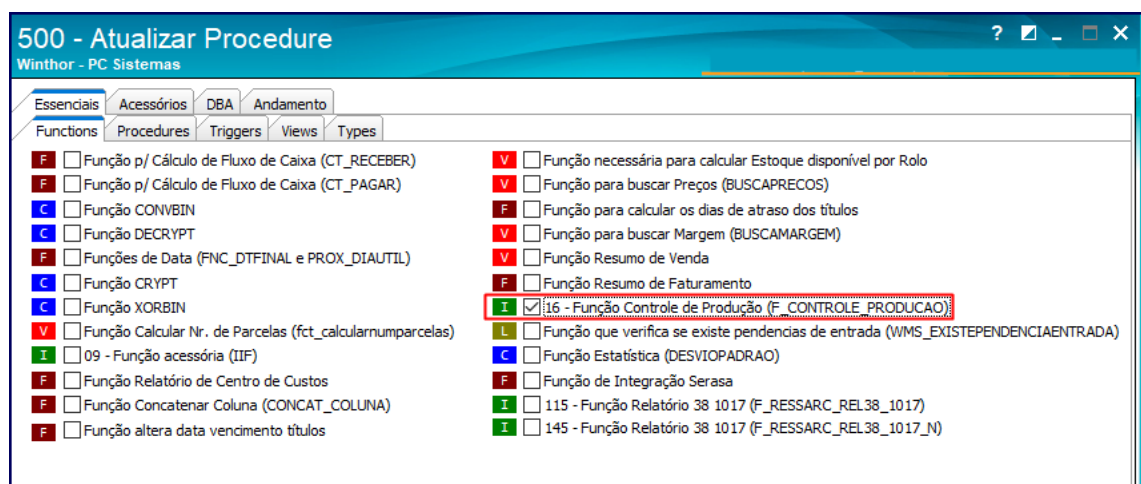 500 - Atualizar Procedure
Winthor - PC Sistemas
?
Essenciais Acessórios DBA Andamento
Functions Procedures Triggers Views Types
F Função p/ Cálculo de Fluxo de Caixa (CT_RECEBER)
F Função p/ Cálculo de Fluxo de Caixa (CT_PAGAR)
C Função CONVBIN
C Função DECRYPT
F Funções de Data (FNC_DTFINAL e PROX_DIAUTIL)
C Função CRYPT
C Função XORBIN
V Função Calcular Nr. de Parcelas (fct_calcularnumparcelas)
I 09 - Função acessória (IIF)
F Função Relatório de Centro de Custos
F Função Concatenar Coluna (CONCAT_COLUNA)
F Função altera data vencimento títulos
V Função necessária para calcular Estoque disponível por Rolo
V Função para buscar Preços (BUSCAPRECOS)
F Função para calcular os dias de atraso dos títulos
V Função para buscar Margem (BUSCAMARGEM)
V Função Resumo de Venda
F Função Resumo de Faturamento
I 16 - Função Controle de Produção (F_CONTROLE_PRODUCAO)
L Função que verifica se existe pendencias de entrada (WMS_EXISTEPENDENCIAENTRADA)
C Função Estatística (DESVIOPADRAO)
F Função de Integração Serasa
I 115 - Função Relatório 38 1017 (F_RESSARC_REL38_1017)
I 145 - Função Relatório 38 1017 (F_RESSARC_REL38_1017_N)